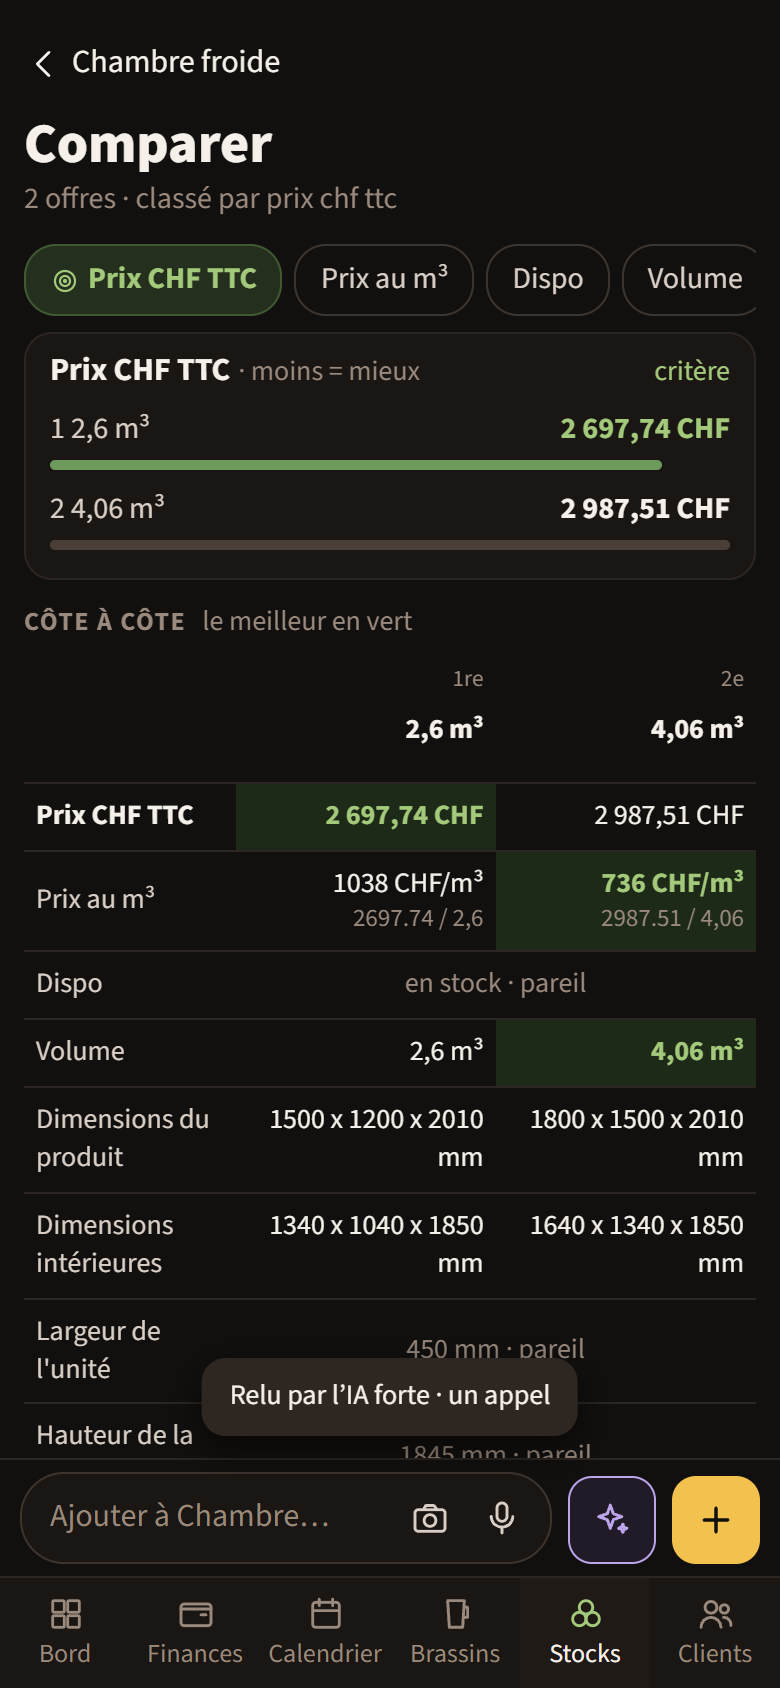 Chambre froide
Comparer
2 offres · classé par prix chf ttc
Prix CHF TTC
Prix au m³
Dispo
Volume
Prix CHF TTC · moins = mieux
critère
1 2,6 m³
2 697,74 CHF
2 4,06 m³
2 987,51 CHF
CÔTE À CÔTE le meilleur en vert
1re
2e
2,6 m³
4,06 m³
Prix CHF TTC
2 697,74 CHF
2 987,51 CHF
Prix au m³
1038 CHF/m³
2697.74 / 2,6
736 CHF/m³
2987.51 / 4,06
Dispo
en stock · pareil
Volume
2,6 m³
4,06 m³
Dimensions du
produit
1500 x 1200 x 2010
mm
1800 x 1500 x 2010
mm
Dimensions
intérieures
1340 x 1040 x 1850
mm
1640 x 1340 x 1850
mm
Largeur de
l'unité
450 mm · pareil
Relu par l’IA forte · un appel
Hauteur de la
1845 mm · pareil
Ajouter à Chambre…
Bord
Finances
Calendrier
Brassins
Stocks
Clients